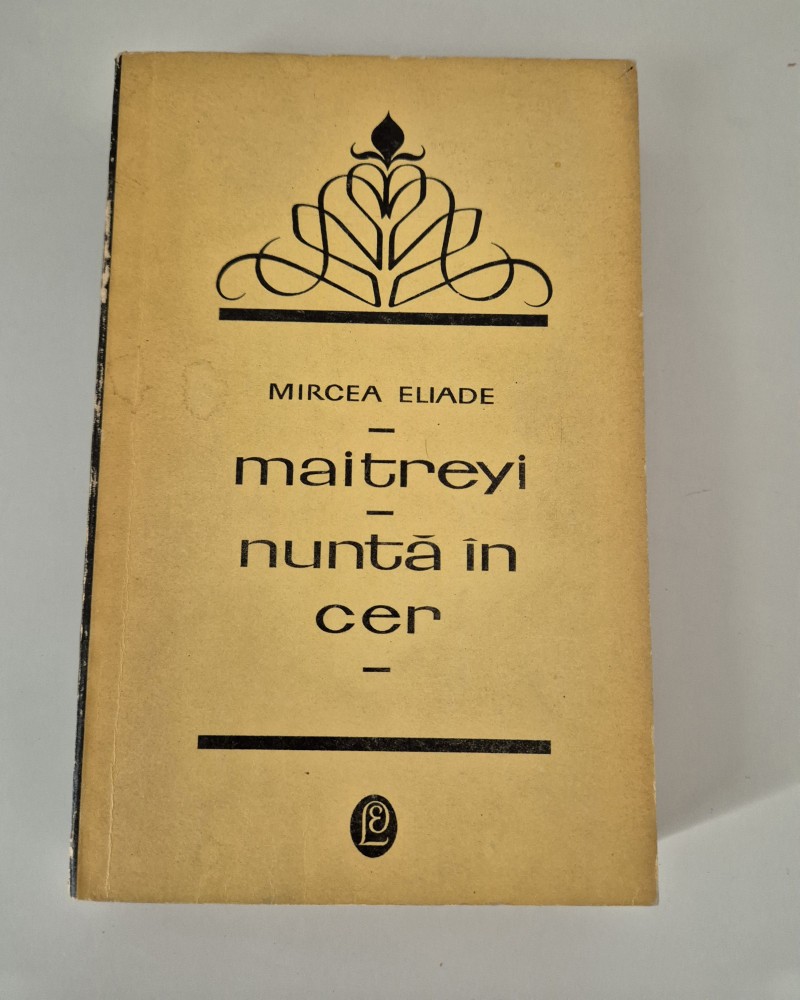 MIRCEA ELIADE
–
maitreyi
–
nuntă în
cer
–